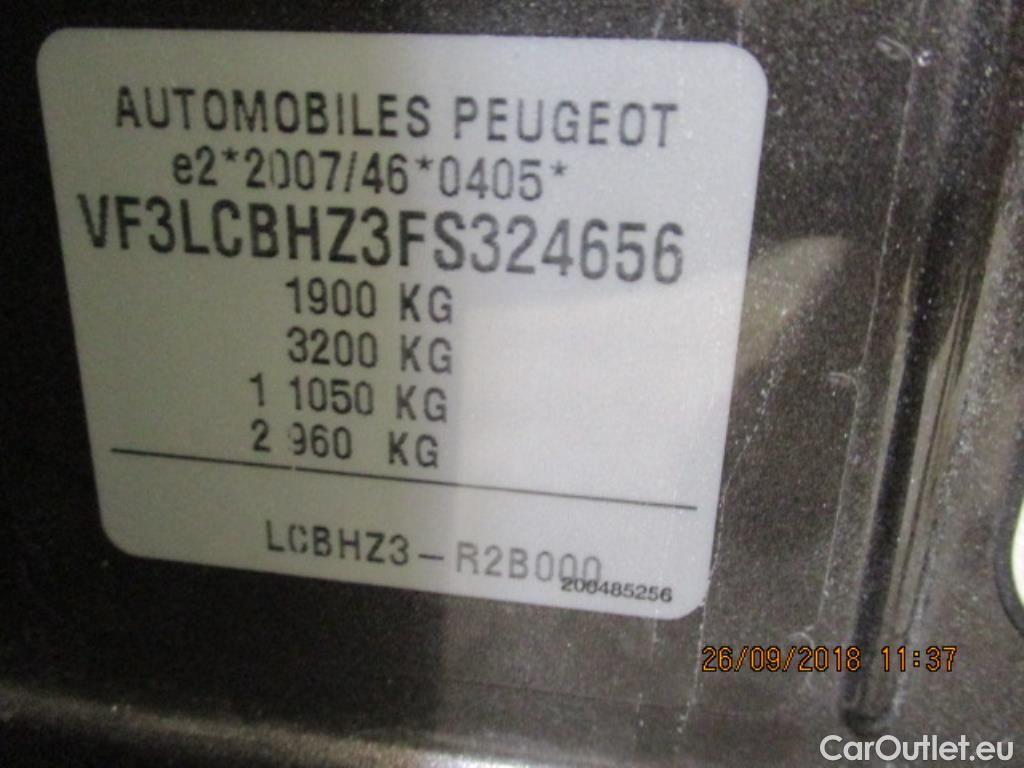 AUTOMOBILES PEUGEOT
e2*2007/46*0405*
VF3LCBHZ3FS324656
1900 KG
3200 KG
1 1050 KG
2 960 KG
LCBHZ3-R2B000
200485256
26/09/2018 11:37
CarOutlet.eu